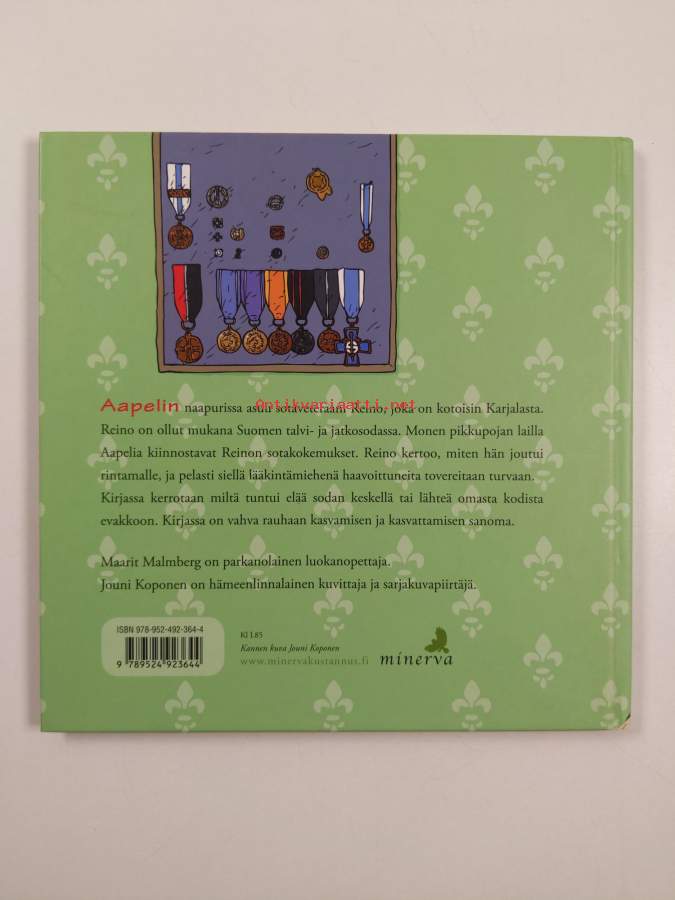 Aapelin naapurissa asuu sotaveteraani Reino, joka on kotoisin Karjalasta.
Antikvariaatti.net
Reino on ollut mukana Suomen talvi- ja jatkosodassa. Monen pikkupojan lailla
Aapelia kiinnostavat Reinon sotakokemukset. Reino kertoo, miten hän joutui
rintamalle, ja pelasti siellä lääkintämiehenä haavoittuneita tovereitaan turvaan.
Kirjassa kerrotaan miltä tuntui elää sodan keskellä tai lähteä omasta kodista
evakkoon. Kirjassa on vahva rauhaan kasvamisen ja kasvattamisen sanoma.
Maarit Malmberg on parkanolainen luokanopettaja.
Jouni Koponen on hämeenlinnalainen kuvittaja ja sarjakuvapiirtäjä.
ISBN 978-952-492-364-4
9 789524 923644
Kl L85
Kannen kuva Jouni Koponen
www.minervakustannus.fi
minerva